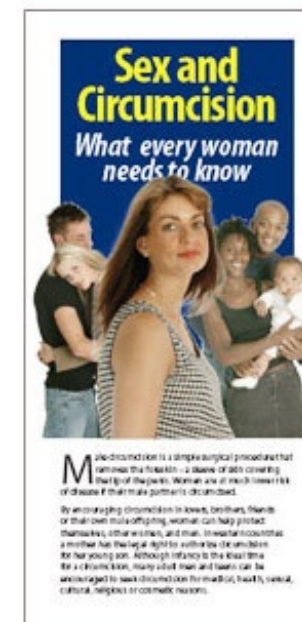 Sex and
Circumcision
What every woman
needs to know
Male circumcision is a simple surgical procedure that
removes the foreskin – a sleeve of skin covering
the tip of the penis. Women are at much lower risk
of disease if their male partner is circumcised.
By encouraging circumcision in lovers, brothers, friends
or their own male offspring, women can help protect
themselves, other women, and men. In western countries
a mother has the legal right to authorize circumcision
for her young son. Although infancy is the ideal time
for a circumcision, many adult men and teens can be
encouraged to seek circumcision for medical, health, sexual,
cultural, religious or cosmetic reasons.